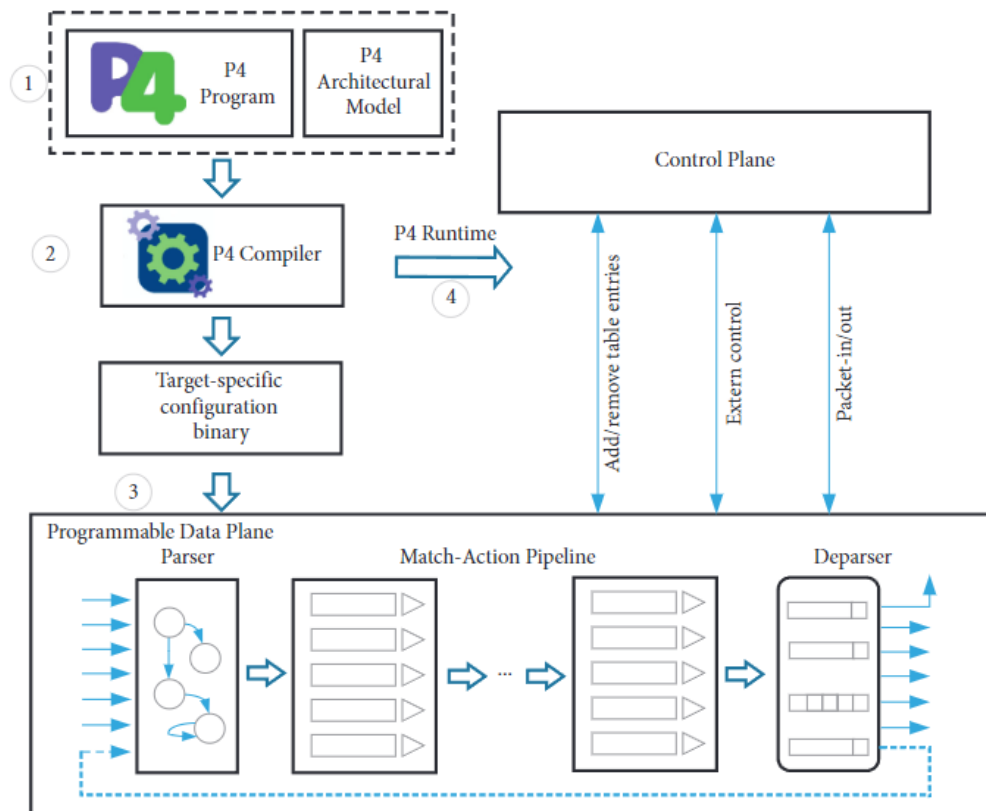 1
P4
P4
Program
P4
Architectural
Model
2
P4 Compiler
P4 Runtime
4
Control Plane
Target-specific
configuration
binary
3
Add/remove table entries
Extern control
Packet-in/out
Programmable Data Plane
Parser
Match-Action Pipeline
Deparser
...